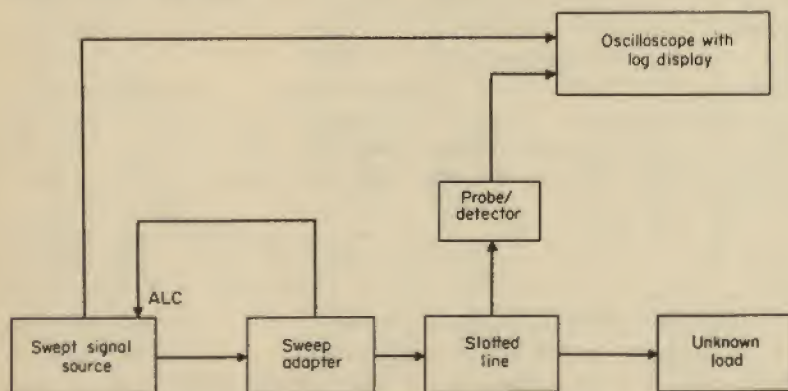 Oscilloscope with
log display
Probe/
detector
ALC
Swept signal
source
Sweep
adapter
Slotted
line
Unknown
load